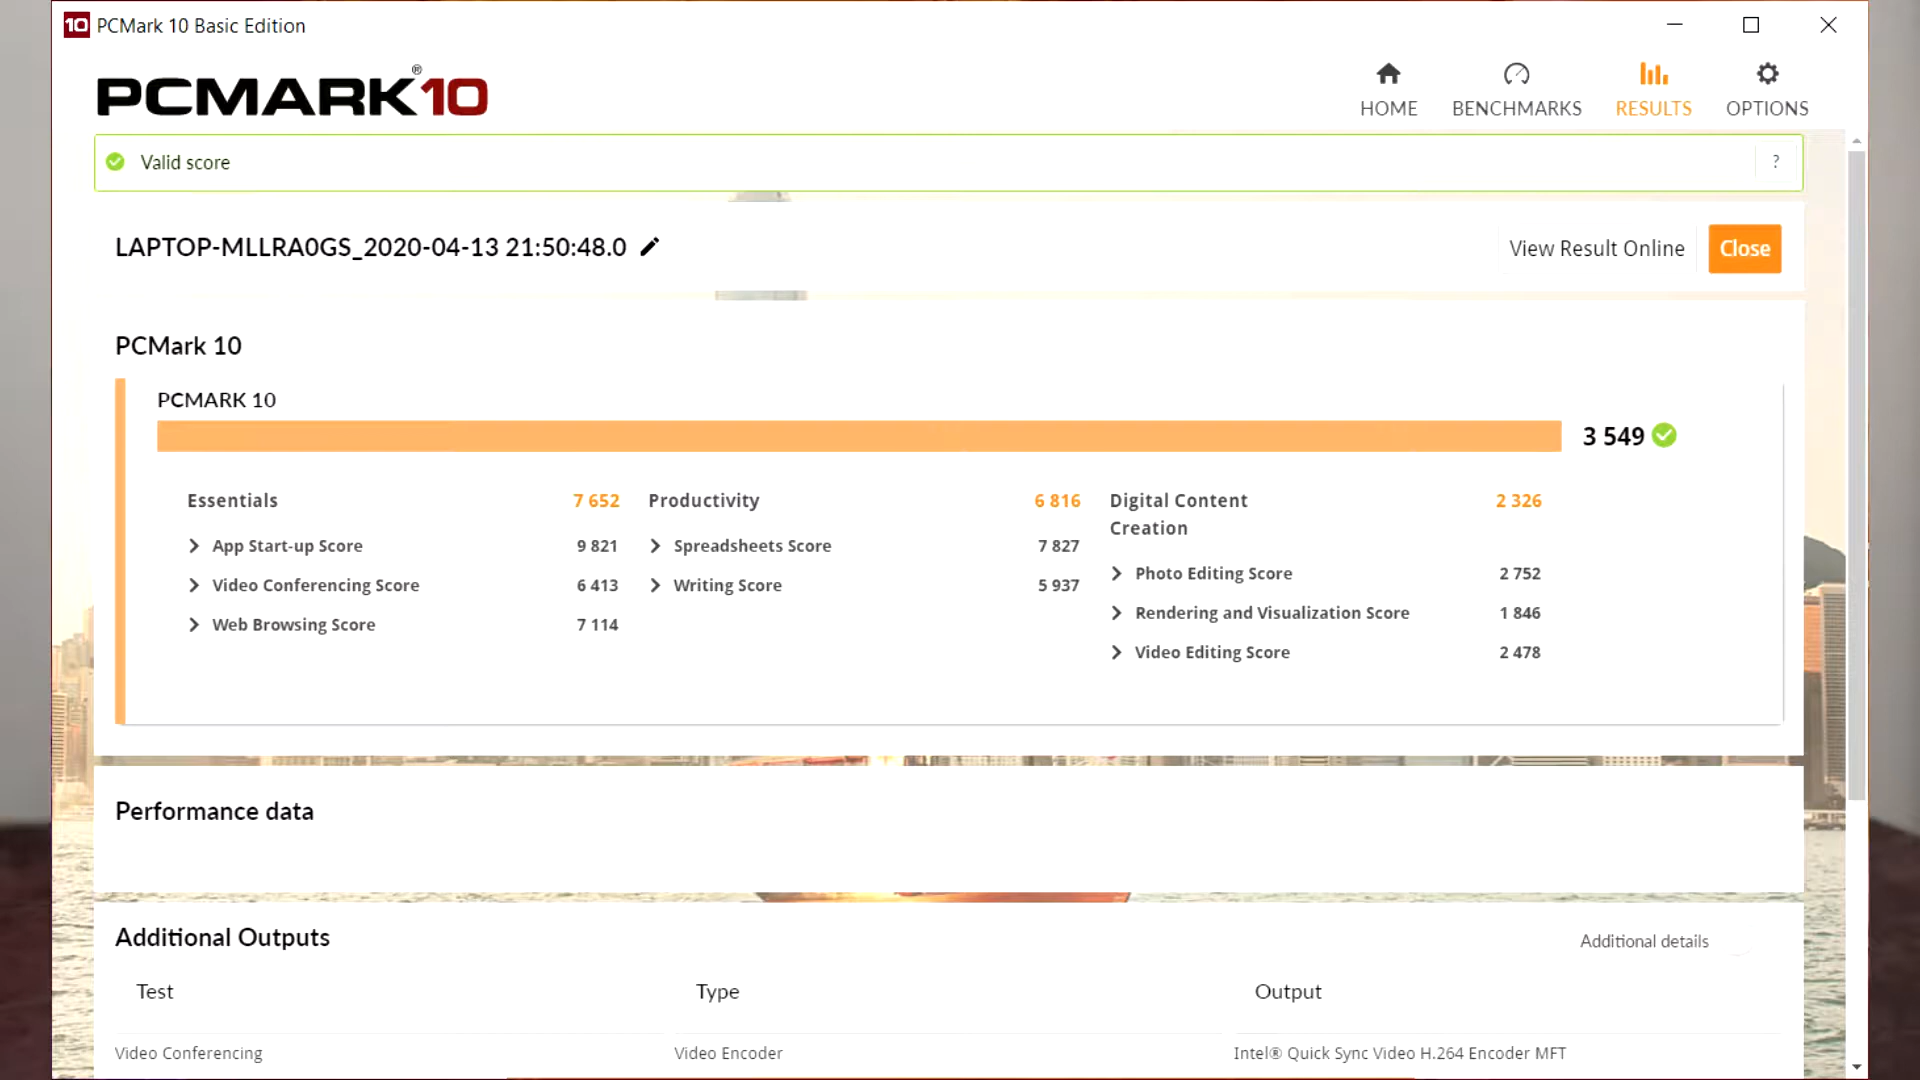 10 PCMark 10 Basic Edition
PCMARK®10
HOME BENCHMARKS RESULTS OPTIONS
Valid score ?
LAPTOP-MLLRA0GS_2020-04-13 21:50:48.0
View Result Online Close
PCMark 10
PCMARK 10
3 549
Essentials 7 652
App Start-up Score 9 821
Video Conferencing Score 6 413
Web Browsing Score 7 114
Productivity 6 816
Spreadsheets Score 7 827
Writing Score 5 937
Digital Content 2 326
Creation
Photo Editing Score 2 752
Rendering and Visualization Score 1 846
Video Editing Score 2 478
Performance data
Additional Outputs
Additional details
Test Type Output
Video Conferencing Video Encoder Intel® Quick Sync Video H.264 Encoder MFT